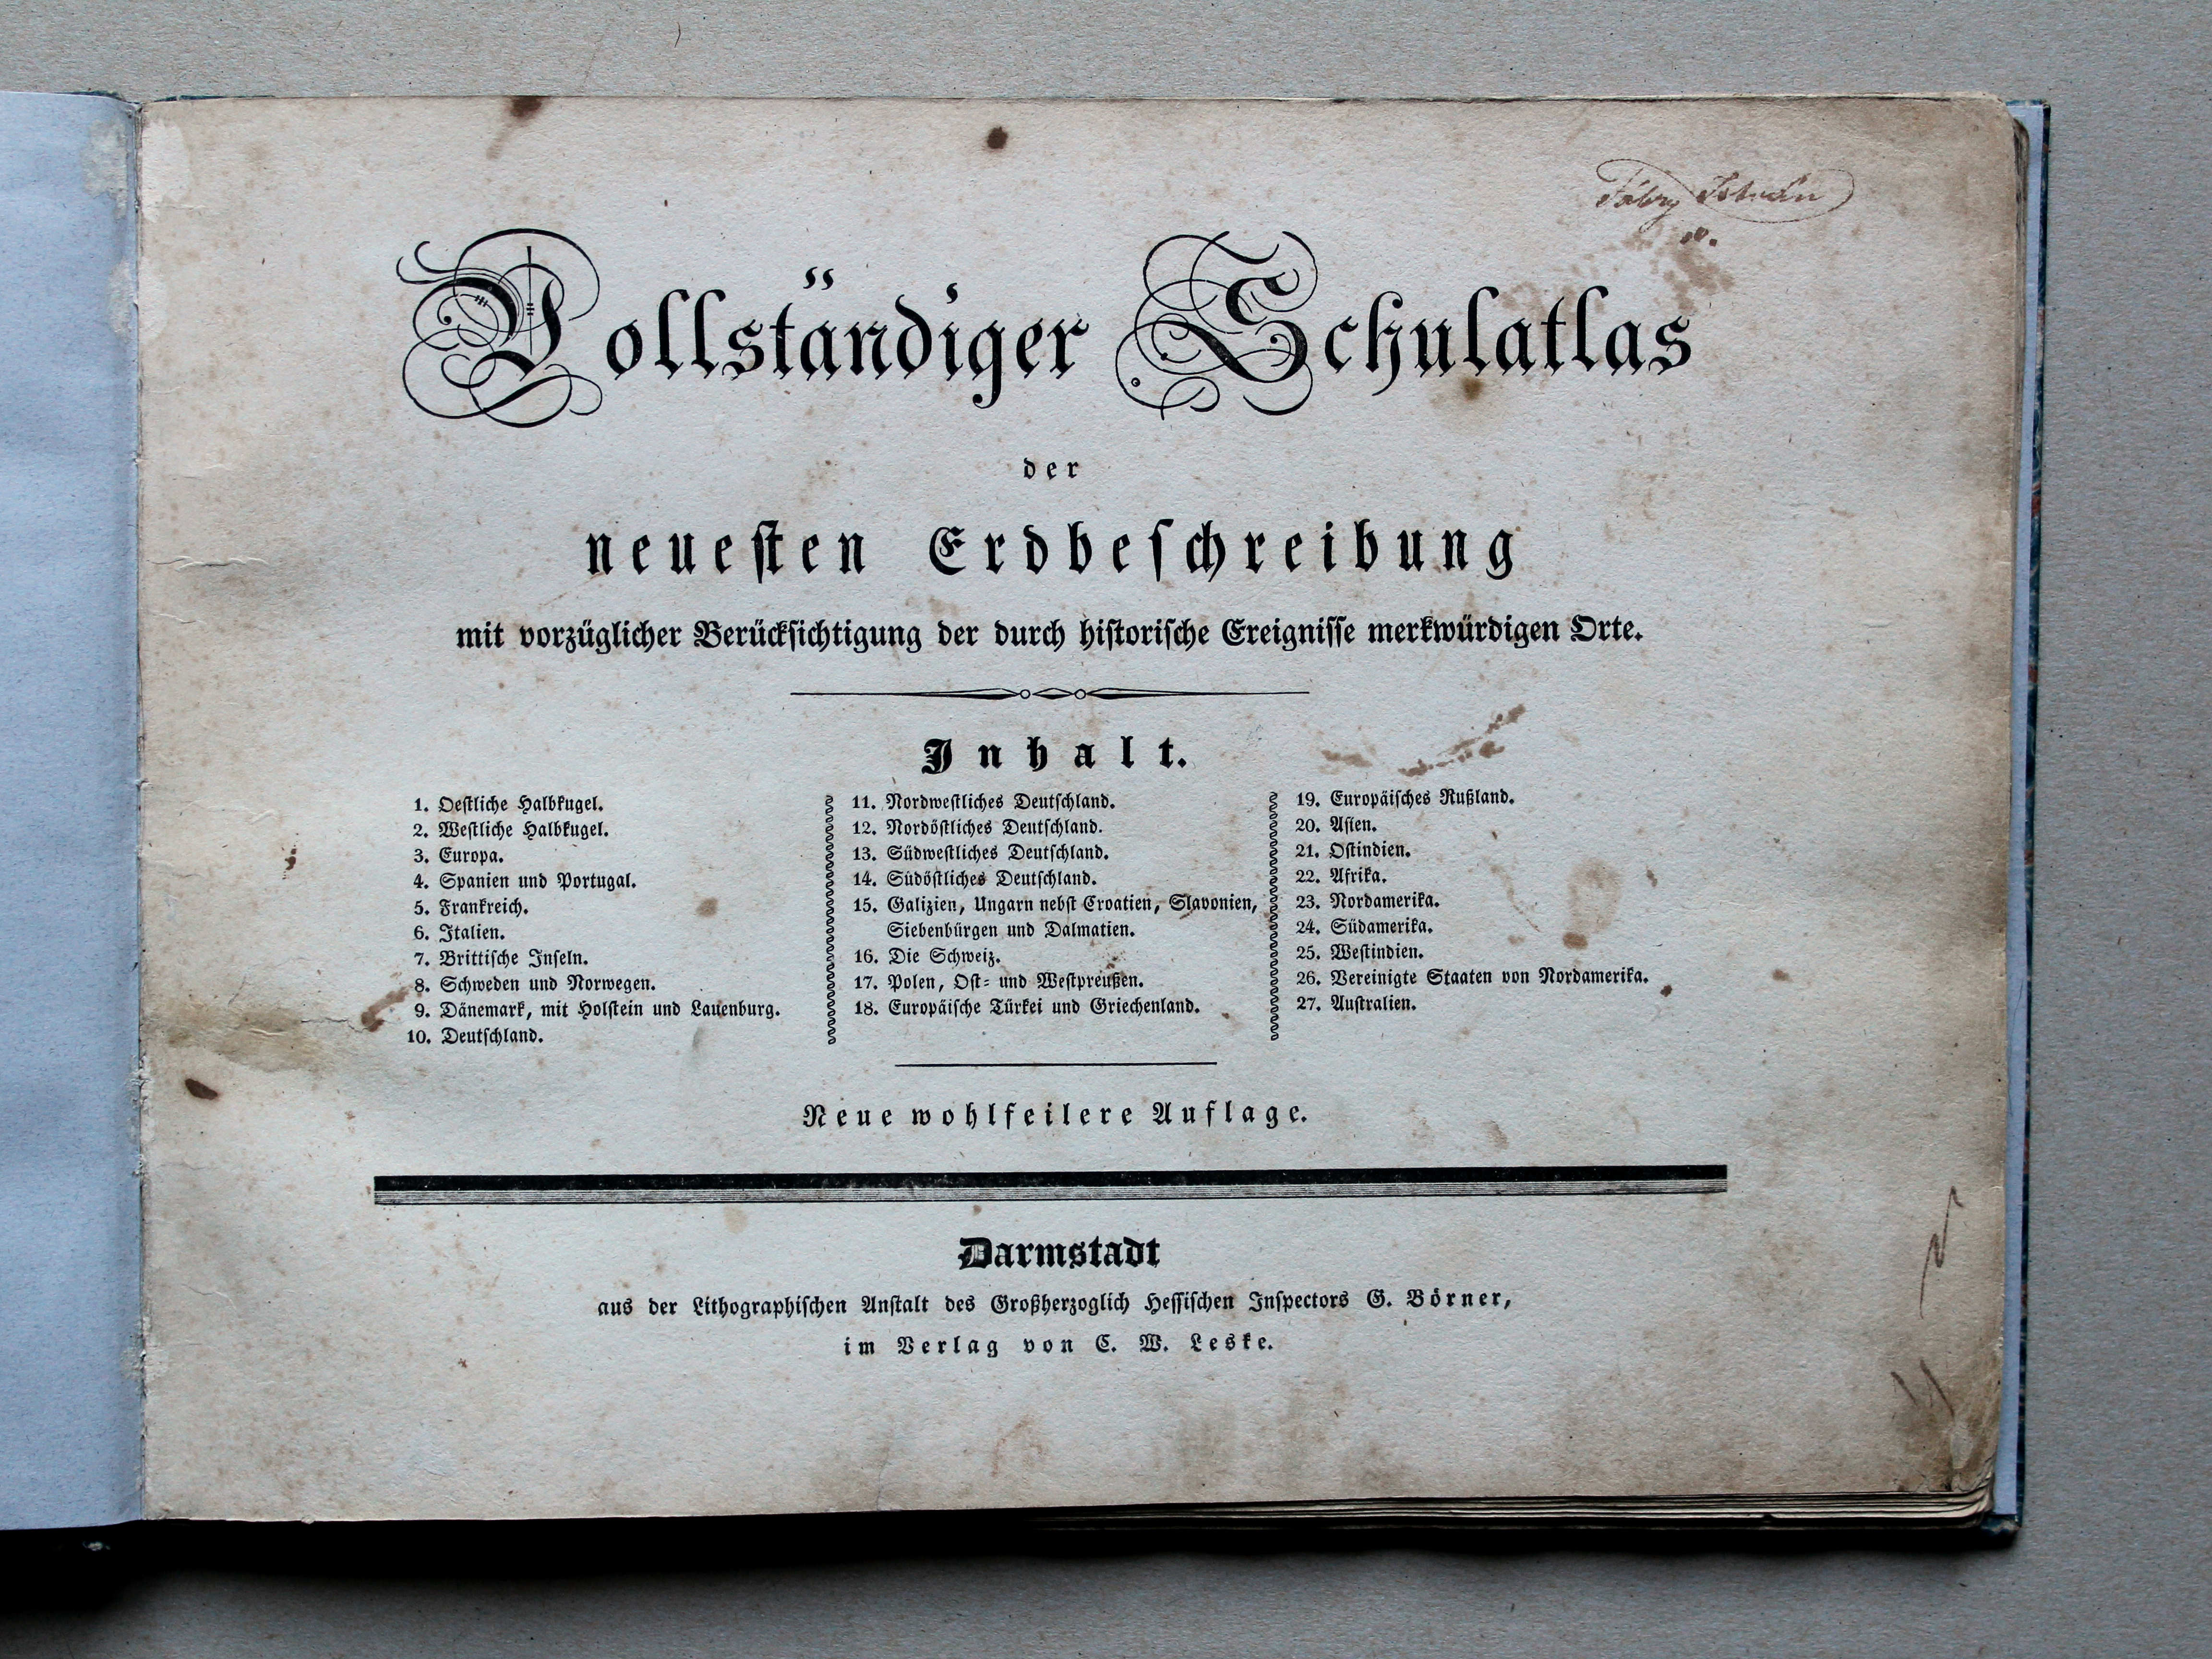 Fábry István
Vollständiger Schulatlas
der
neuesten Erdbeschreibung
mit vorzüglicher Berücksichtigung der durch historische Ereignisse merkwürdigen Orte.
Inhalt.
1. Oestliche Halbkugel.
2. Westliche Halbkugel.
3. Europa.
4. Spanien und Portugal.
5. Frankreich.
6. Italien.
7. Brittische Inseln.
8. Schweden und Norwegen.
9. Dänemark, mit Holstein und Lauenburg.
10. Deutschland.
11. Nordwestliches Deutschland.
12. Nordöstliches Deutschland.
13. Südwestliches Deutschland.
14. Südöstliches Deutschland.
15. Galizien, Ungarn nebst Croatien, Slavonien,
Siebenbürgen und Dalmatien.
16. Die Schweiz.
17. Polen, Ost- und Westpreußen.
18. Europäische Türkei und Griechenland.
19. Europäisches Rußland.
20. Asien.
21. Ostindien.
22. Afrika.
23. Nordamerika.
24. Südamerika.
25. Westindien.
26. Vereinigte Staaten von Nordamerika.
27. Australien.
Neue wohlfeilere Auflage.
Darmstadt
aus der Lithographischen Anstalt des Großherzoglich Hessischen Inspectors G. Börner,
im Verlag von C. W. Leske.